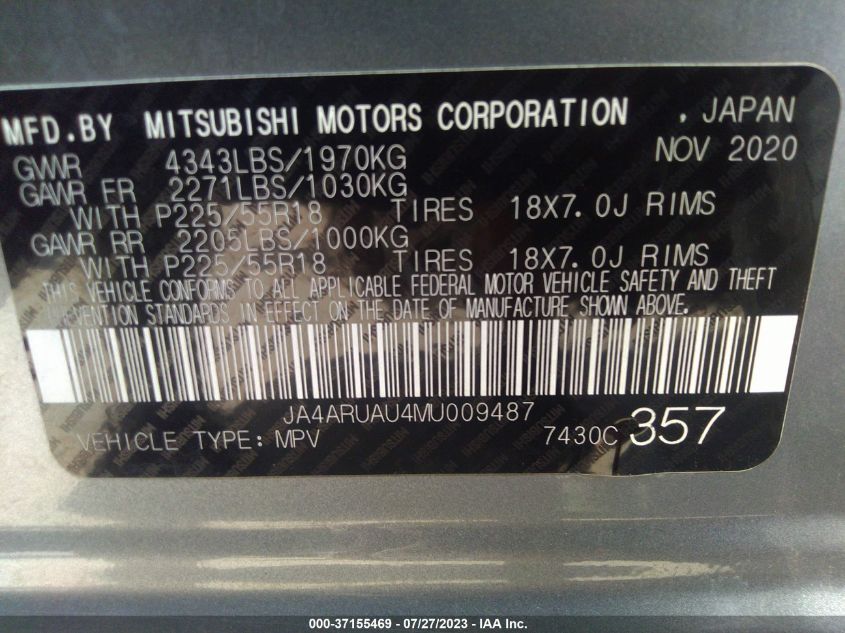 MFD.BY MITSUBISHI MOTORS CORPORATION . JAPAN
GVWR 4343LBS/1970KG NOV 2020
GAWR FR 2271LBS/1030KG
WITH P225/55R18 TIRES 18X7.0J RIMS
GAWR RR 2205LBS/1000KG
WITH P225/55R18 TIRES 18X7.0J RIMS
THIS VEHICLE CONFORMS TO ALL APPLICABLE FEDERAL MOTOR VEHICLE SAFETY AND THEFT
PREVENTION STANDARDS IN EFFECT ON THE DATE OF MANUFACTURE SHOWN ABOVE.
JA4ARUAU4MU009487
VEHICLE TYPE: MPV 7430C 357
000-37155469 - 07/27/2023 - IAA Inc.